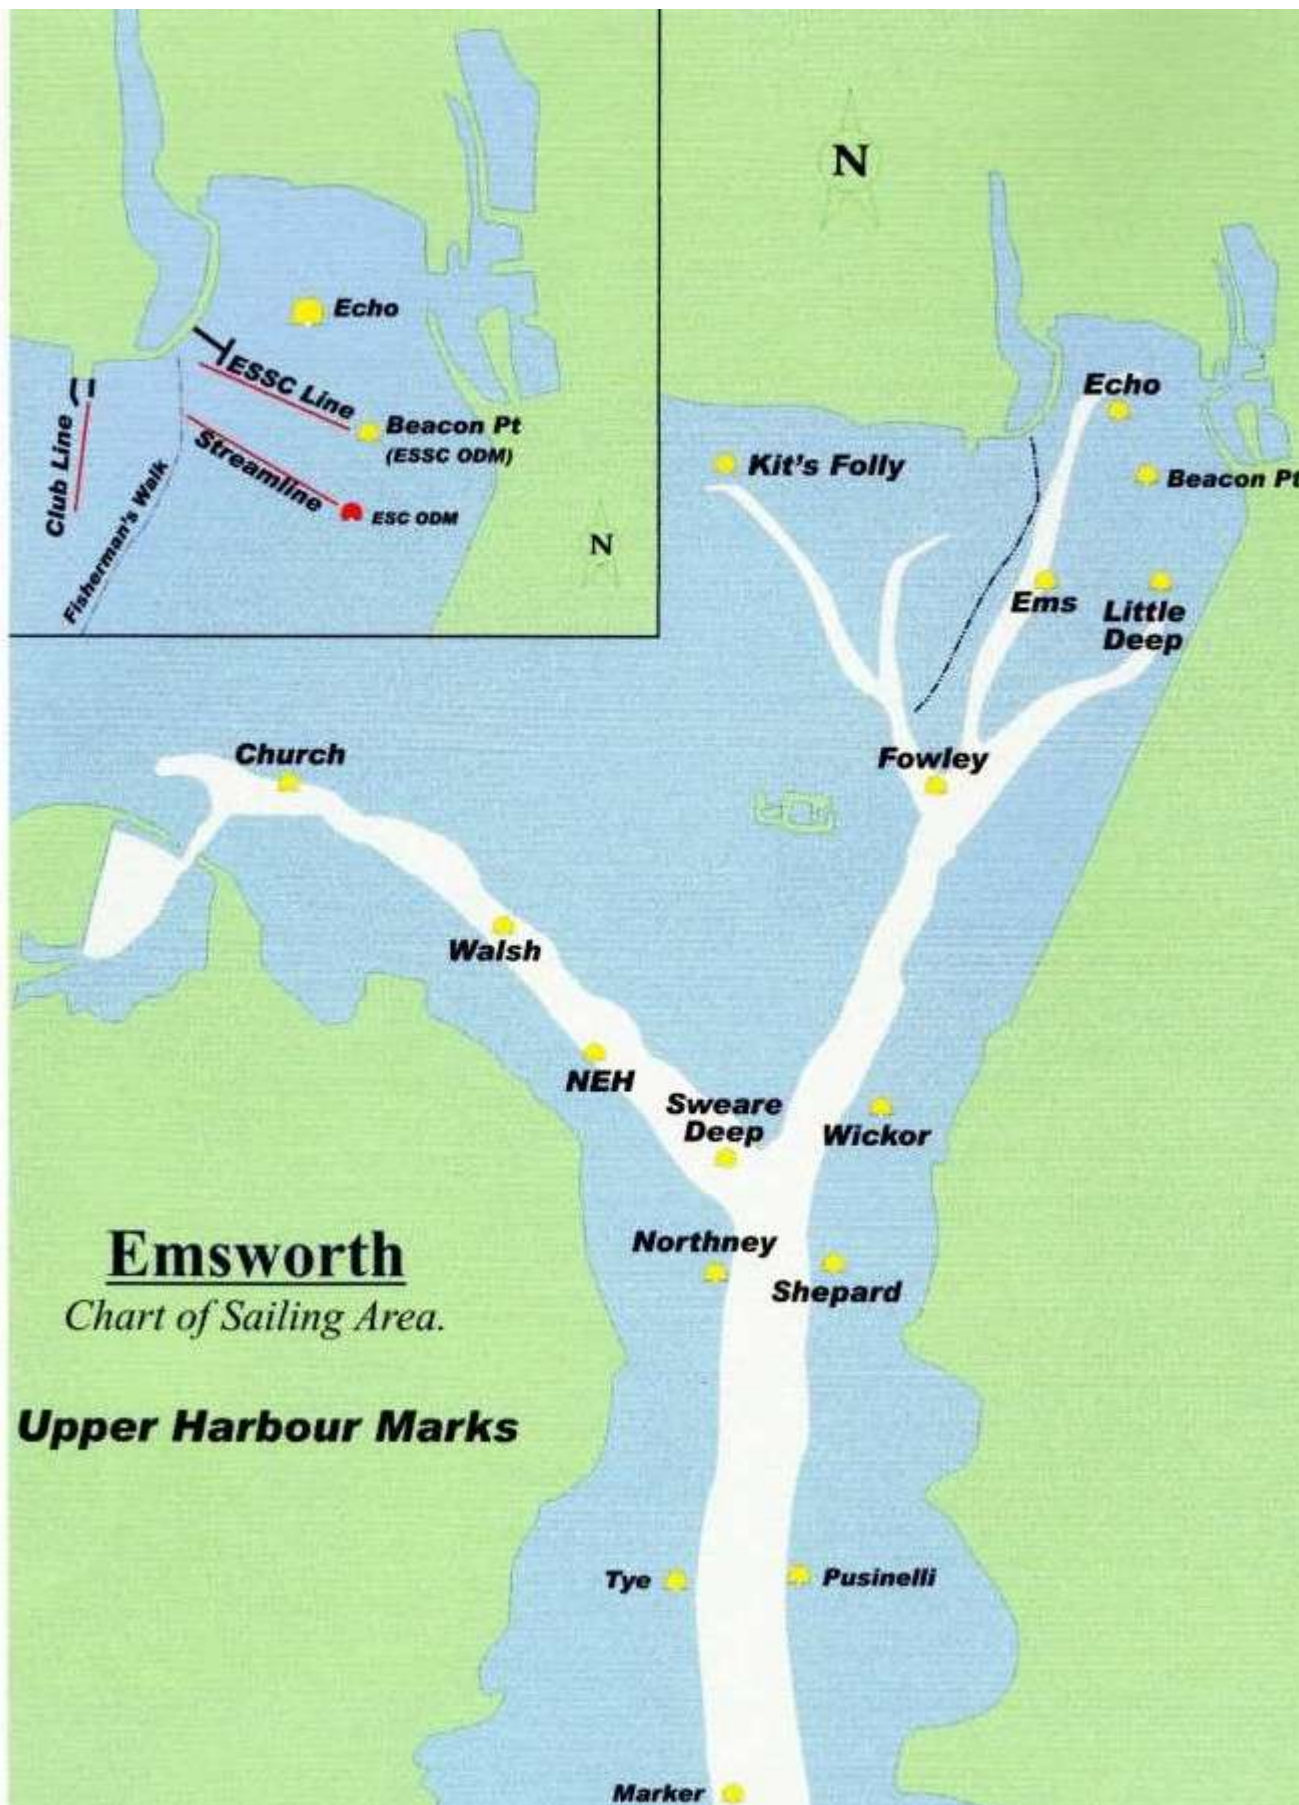 Echo
ESSC Line
Beacon Pt
(ESSC ODM)
Club Line
Streamline
ESC ODM
Fisherman's Walk
N
N
Echo
Kit's Folly
Beacon Pt
Ems
Little
Deep
Church
Fowley
Walsh
NEH
Sweare
Deep
Wickor
Northney
Shepard
Emsworth
Chart of Sailing Area.
Upper Harbour Marks
Tye
Pusinelli
Marker